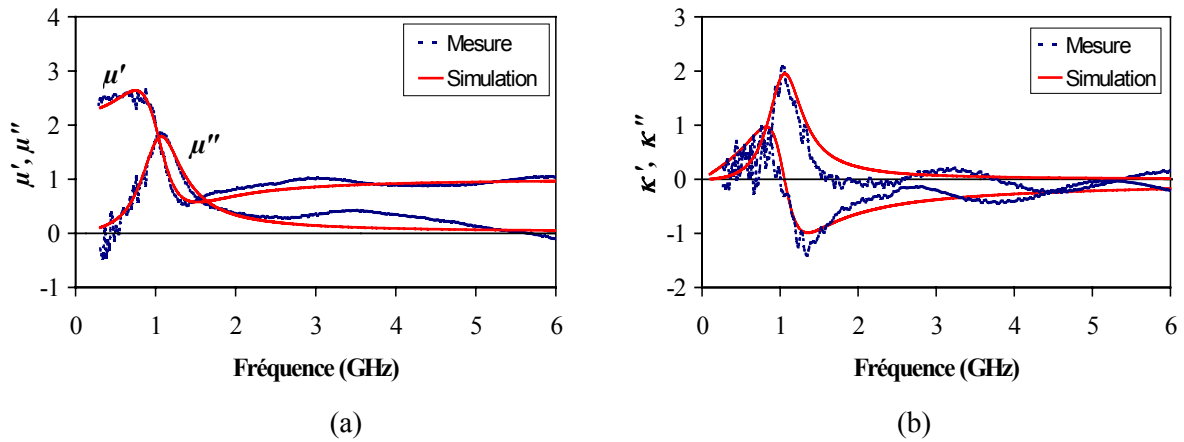 4
3
2
1
0
-1
μ', μ''
μ'
μ''
Mesure
Simulation
0 1 2 3 4 5 6
Fréquence (GHz)
(a)
3
2
1
0
-1
-2
κ', κ''
Mesure
Simulation
0 1 2 3 4 5 6
Fréquence (GHz)
(b)